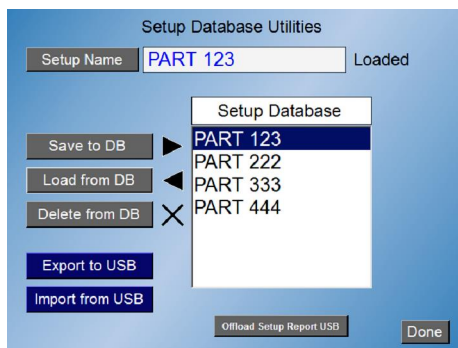 Setup Database Utilities
Setup Name PART 123 Loaded
Setup Database
Save to DB
Load from DB
Delete from DB
PART 123
PART 222
PART 333
PART 444
Export to USB
Import from USB
Offload Setup Report USB
Done